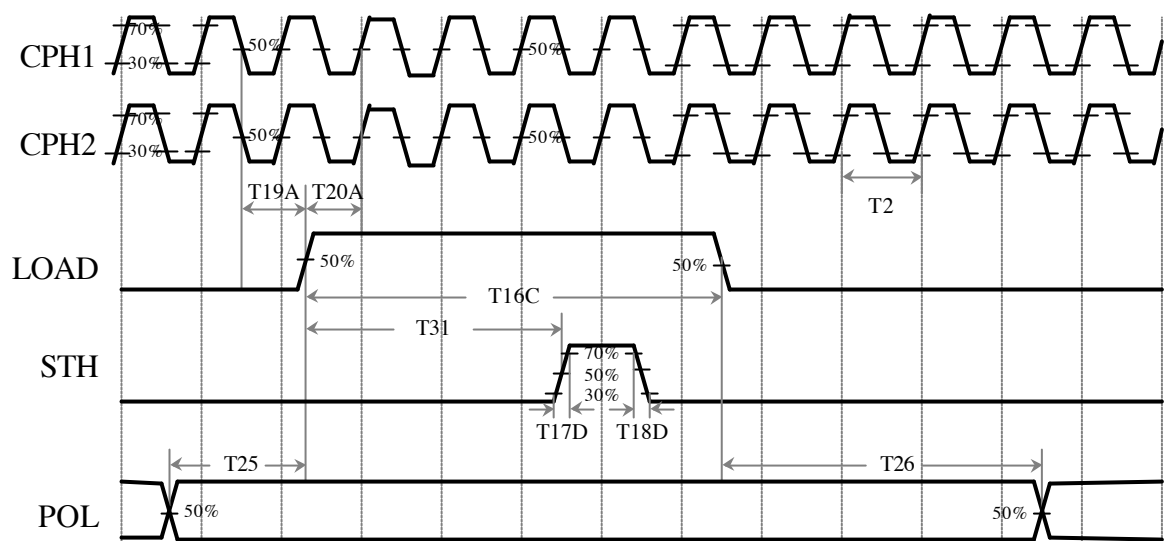 CPH1
70%
30%
50%
50%
CPH2
70%
30%
50%
50%
T19A
T20A
T2
LOAD
50%
50%
T16C
T31
STH
70%
50%
30%
T17D
T18D
T25
T26
POL
50%
50%